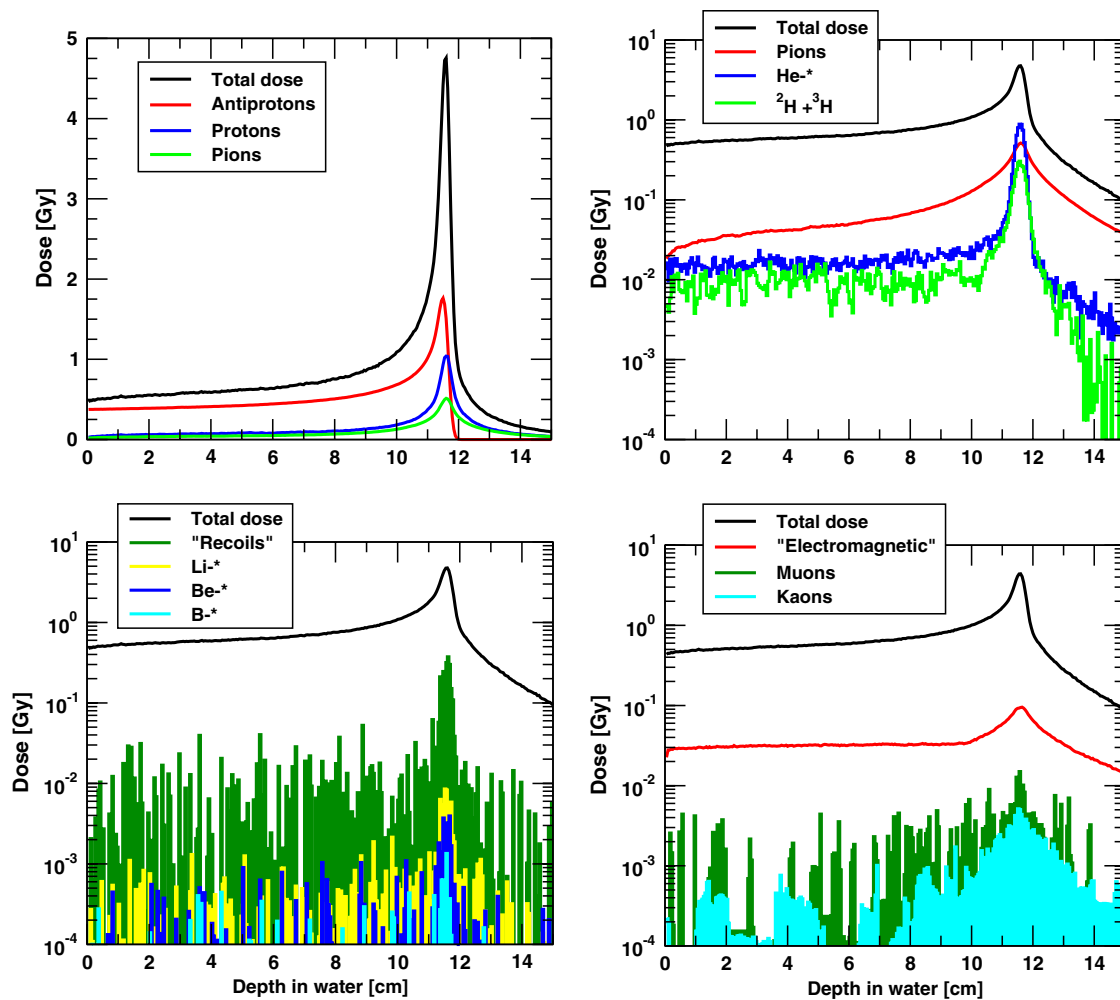 Total dose
Antiprotons
Protons
Pions
Dose [Gy]
5
4
3
2
1
0
0 2 4 6 8 10 12 14
Total dose
Pions
He-*
²H +³H
Dose [Gy]
10¹
10⁰
10⁻¹
10⁻²
10⁻³
10⁻⁴
0 2 4 6 8 10 12 14
Total dose
"Recoils"
Li-*
Be-*
B-*
Dose [Gy]
10¹
10⁰
10⁻¹
10⁻²
10⁻³
10⁻⁴
0 2 4 6 8 10 12 14
Depth in water [cm]
Total dose
"Electromagnetic"
Muons
Kaons
Dose [Gy]
10¹
10⁰
10⁻¹
10⁻²
10⁻³
10⁻⁴
0 2 4 6 8 10 12 14
Depth in water [cm]